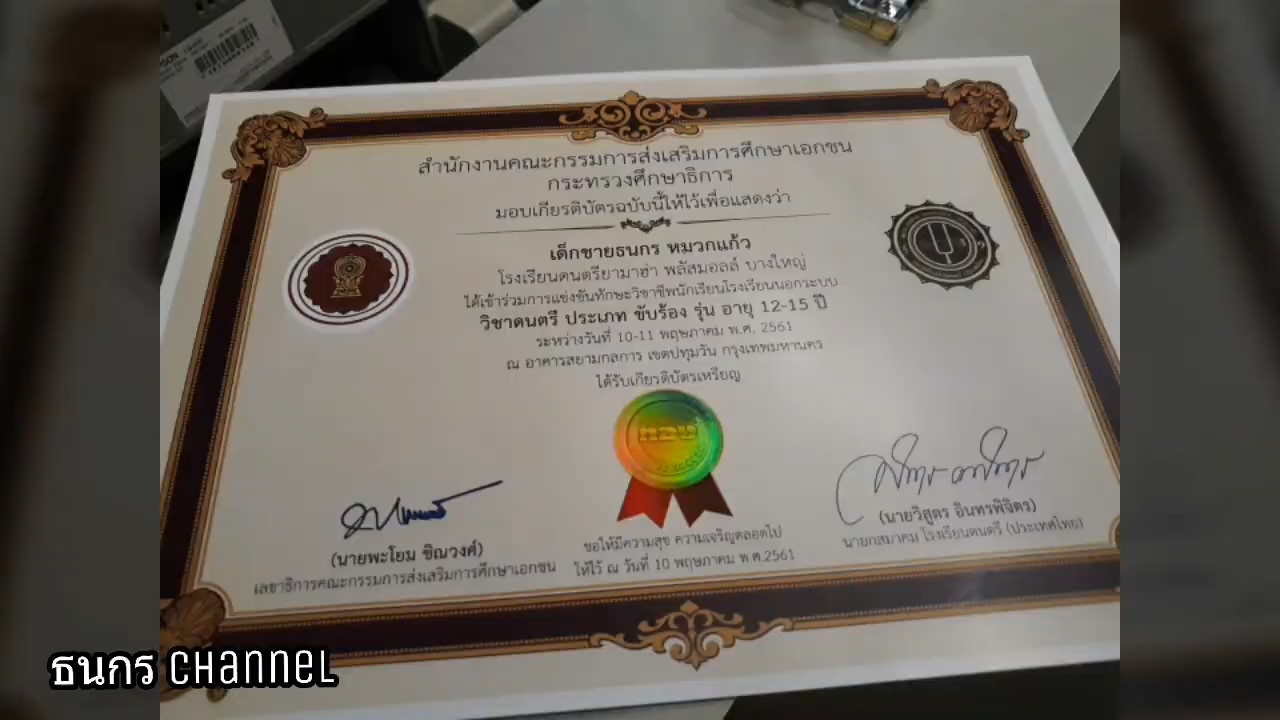 สำนักงานคณะกรรมการส่งเสริมการศึกษาเอกชน
กระทรวงศึกษาธิการ
มอบเกียรติบัตรฉบับนี้ให้ไว้เพื่อแสดงว่า
เด็กชายธนกร หมวกแก้ว
โรงเรียนดนตรียามาฮ่า พลัสมอลล์ บางใหญ่
ได้เข้าร่วมการแข่งขันทักษะวิชาชีพนักเรียนโรงเรียนนอกระบบ
วิชาดนตรี ประเภท ขับร้อง รุ่น อายุ 12-15 ปี
ระหว่างวันที่ 10-11 พฤษภาคม พ.ศ. 2561
ณ อาคารสยามกลการ เขตปทุมวัน กรุงเทพมหานคร
ได้รับเกียรติบัตรเหรียญ
(นายพะโยม ชิณวงศ์)
เลขาธิการคณะกรรมการส่งเสริมการศึกษาเอกชน
ขอให้มีความสุข ความเจริญตลอดไป
ให้ไว้ ณ วันที่ 10 พฤษภาคม พ.ศ.2561
(นายวิสูตร อินทรพิจิตร)
นายกสมาคม โรงเรียนดนตรี (ประเทศไทย)
ธนกร Channel